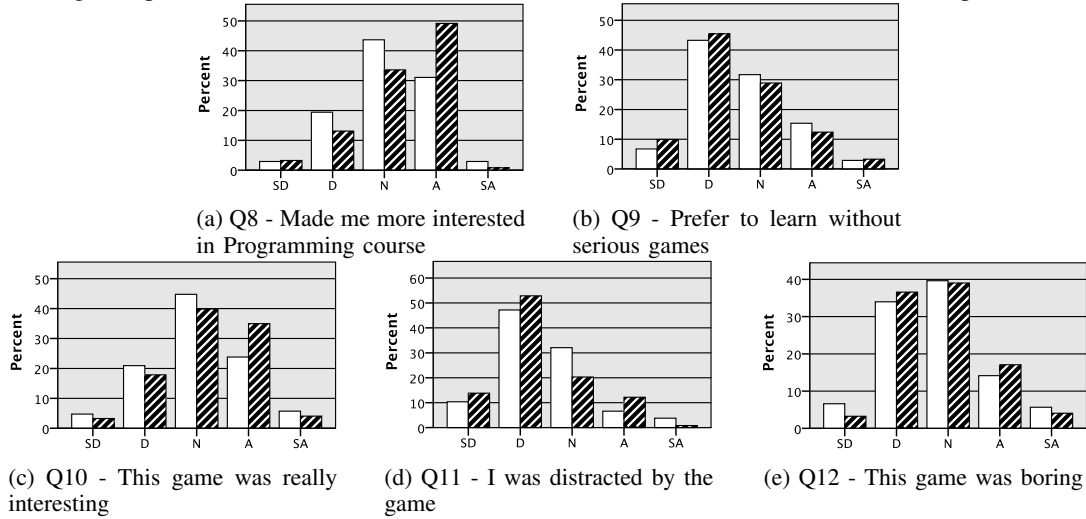 50
40
30
20
10
0
Percent
SD D N A SA
(a) Q8 - Made me more interested
in Programming course
50
40
30
20
10
0
Percent
SD D N A SA
(b) Q9 - Prefer to learn without
serious games
50
40
30
20
10
0
Percent
SD D N A SA
(c) Q10 - This game was really
interesting
60
50
40
30
20
10
0
Percent
SD D N A SA
(d) Q11 - I was distracted by the
game
40
30
20
10
0
Percent
SD D N A SA
(e) Q12 - This game was boring